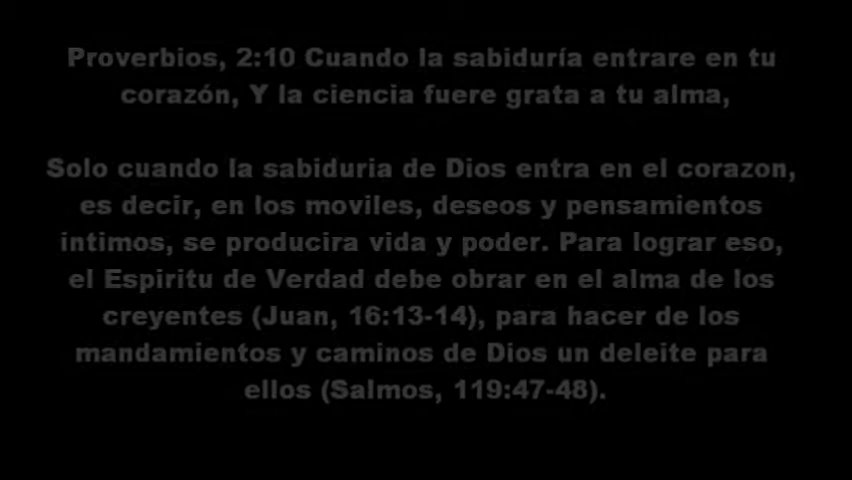 Proverbios, 2:10 Cuando la sabiduría entrare en tu
corazón, Y la ciencia fuere grata a tu alma,
Solo cuando la sabiduria de Dios entra en el corazon,
es decir, en los moviles, deseos y pensamientos
intimos, se producira vida y poder. Para lograr eso,
el Espiritu de Verdad debe obrar en el alma de los
creyentes (Juan, 16:13-14), para hacer de los
mandamientos y caminos de Dios un deleite para
ellos (Salmos, 119:47-48).